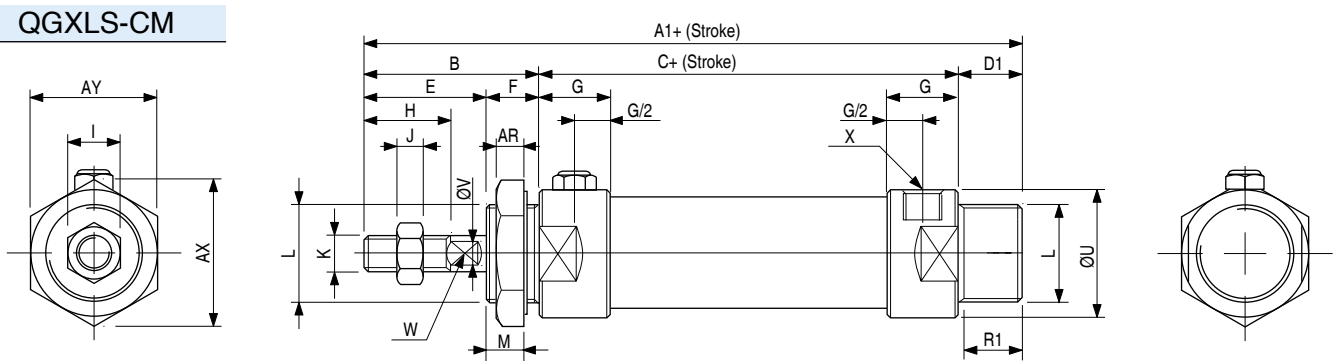 QGXLS-CM
A1+ (Stroke)
B
C+ (Stroke)
D1
AY
E
F
G
G
I
H
G/2
G/2
J
AR
X
ØV
AX
L
K
L
ØU
W
M
R1